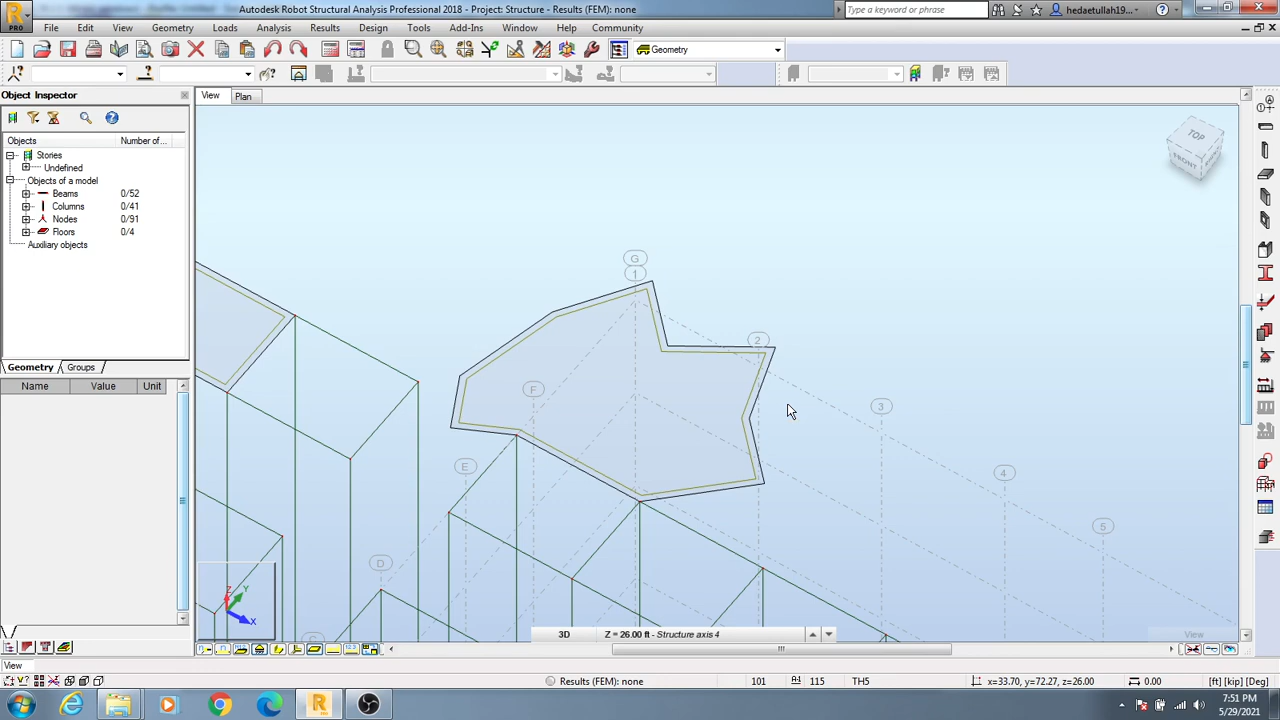 Autodesk Robot Structural Analysis Professional 2018 - Project: Structure - Results (FEM): none
Type a keyword or phrase
hedaetullah19...
PRO
File Edit View Geometry Loads Analysis Results Design Tools Add-Ins Window Help Community
Geometry
Object Inspector
View Plan
Objects Number of...
Stories
Undefined
Objects of a model
Beams 0/52
Columns 0/41
Nodes 0/91
Floors 0/4
Auxiliary objects
Geometry Groups
Name Value Unit
TOP
FRONT
G
1
2
F
3
E
4
5
D
Z
Y
X
3D Z = 26.00 ft - Structure axis 4
View
View
Results (FEM): none 101 115 TH5 x=33.70, y=72.27, z=26.00 0.00 [ft] [kip] [Deg]
7:51 PM
5/29/2021